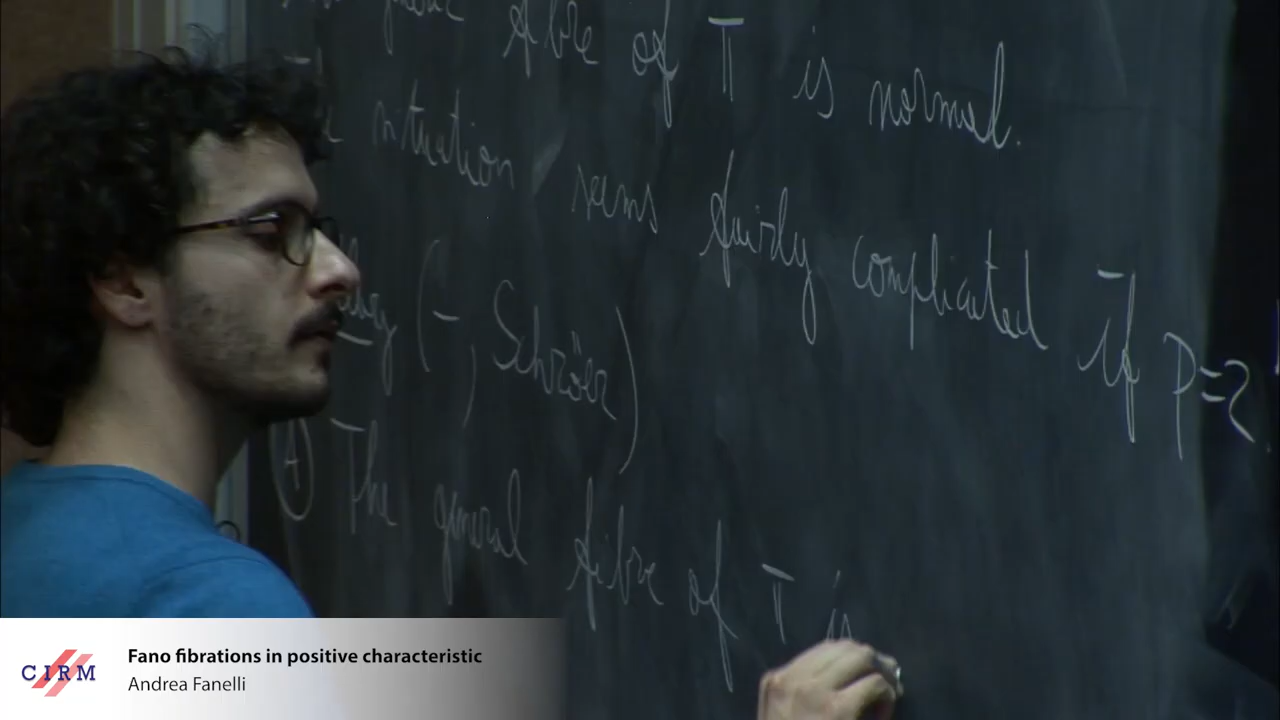 fibre of π is normal.
seems fairly complicated if p=2
(-, Schröer)
A The general fibre of π is
CIRM
Fano fibrations in positive characteristic
Andrea Fanelli